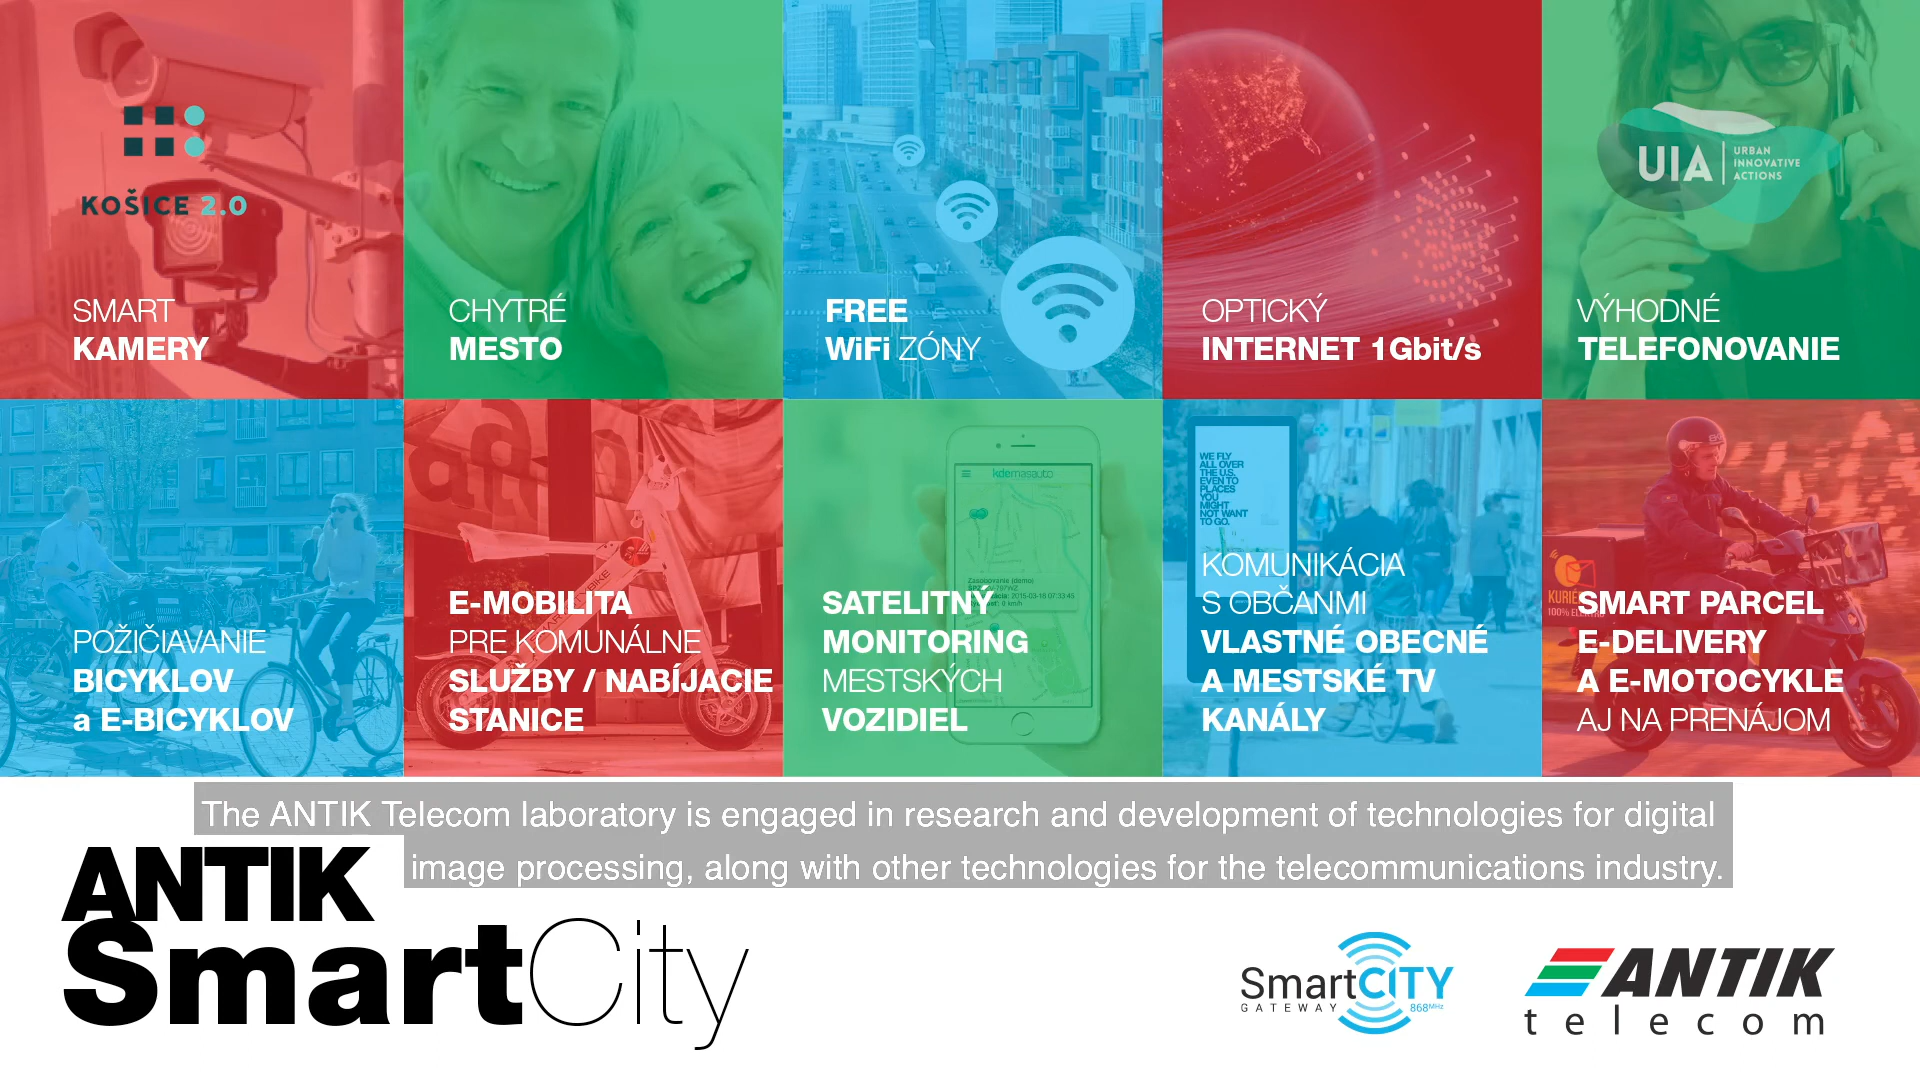 KOŠICE 2.0
SMART
KAMERY
CHYTRÉ
MESTO
FREE
WiFi ZÓNY
OPTICKÝ
INTERNET 1Gbit/s
UIA
URBAN
INNOVATIVE
ACTIONS
VÝHODNÉ
TELEFONOVANIE
POŽIČIAVANIE
BICYKLOV
a E-BICYKLOV
E-MOBILITA
PRE KOMUNÁLNE
SLUŽBY / NABÍJACIE
STANICE
kdemasauto
SATELITNÝ
MONITORING
MESTSKÝCH
VOZIDIEL
WE FLY
ALL OVER
THE U.S.
EVEN TO
PLACES
YOU
MIGHT
NOT WANT
TO GO.
KOMUNIKÁCIA
S OBČANMI
VLASTNÉ OBECNÉ
A MESTSKÉ TV
KANÁLY
SMART PARCEL
E-DELIVERY
A E-MOTOCYKLE
AJ NA PRENÁJOM
The ANTIK Telecom laboratory is engaged in research and development of technologies for digital
image processing, along with other technologies for the telecommunications industry.
ANTIK
SmartCity
SmartCITY
GATEWAY 868MHz
ANTIK
telecom